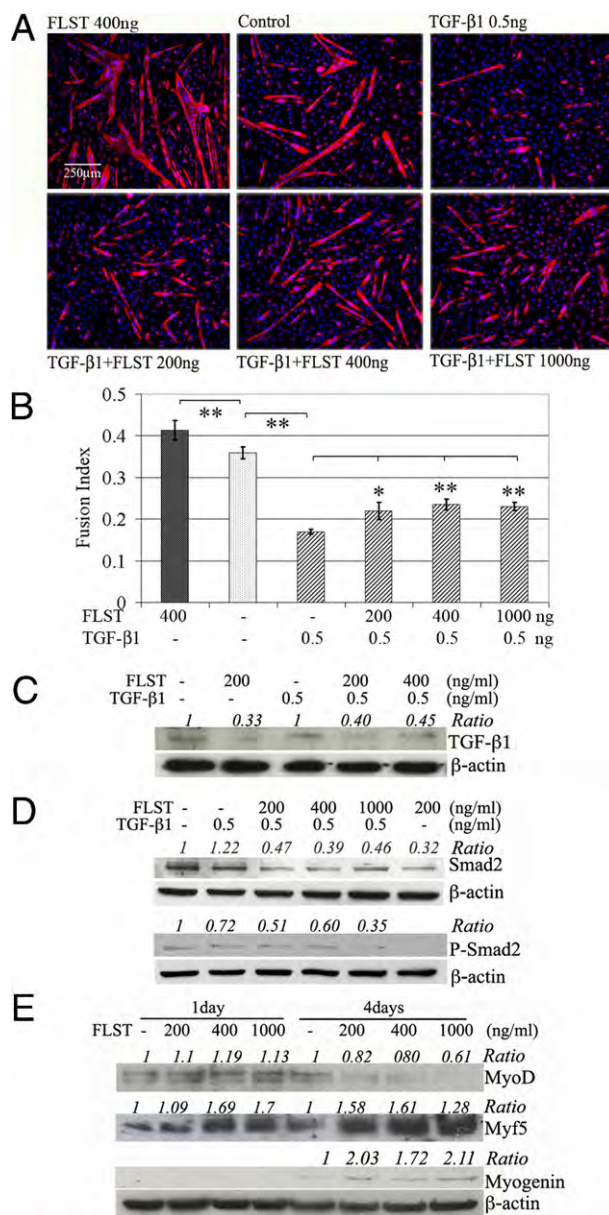 A
FLST 400ng Control TGF-β1 0.5ng
250μm
TGF-β1+FLST 200ng TGF-β1+FLST 400ng TGF-β1+FLST 1000ng
B
0.5
0.4
0.3
0.2
0.1
0
Fusion Index
** ** * ** **
FLST 400 - - 200 400 1000 ng
TGF-β1 - - 0.5 0.5 0.5 0.5 ng
C
FLST - 200 - 200 400 (ng/ml)
TGF-β1 - - 0.5 0.5 0.5 (ng/ml)
1 0.33 1 0.40 0.45 Ratio
TGF-β1
β-actin
D
FLST - - 200 400 1000 200 (ng/ml)
TGF-β1 - 0.5 0.5 0.5 0.5 - (ng/ml)
1 1.22 0.47 0.39 0.46 0.32 Ratio
Smad2
β-actin
1 0.72 0.51 0.60 0.35 Ratio
P-Smad2
β-actin
E
1day 4days
FLST - 200 400 1000 - 200 400 1000 (ng/ml)
1 1.1 1.19 1.13 1 0.82 080 0.61 Ratio
MyoD
1 1.09 1.69 1.7 1 1.58 1.61 1.28 Ratio
Myf5
1 2.03 1.72 2.11 Ratio
Myogenin
β-actin